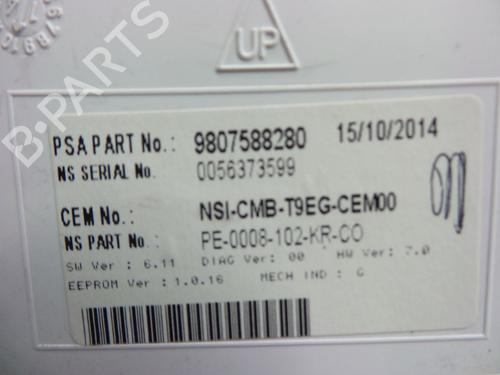 UP
B-PARTS
PSA PART No.: 9807588280 15/10/2014
NS SERIAL No. : 0056373599
CEM No.: NSI-CMB-T9EG-CEM00
NS PART No.: PE-0008-102-KR-CO
SW Ver : 6.11 DIAG Ver: 00 HW Ver: 7.0
EEPROM Ver : 1.0.16 MECH IND : G